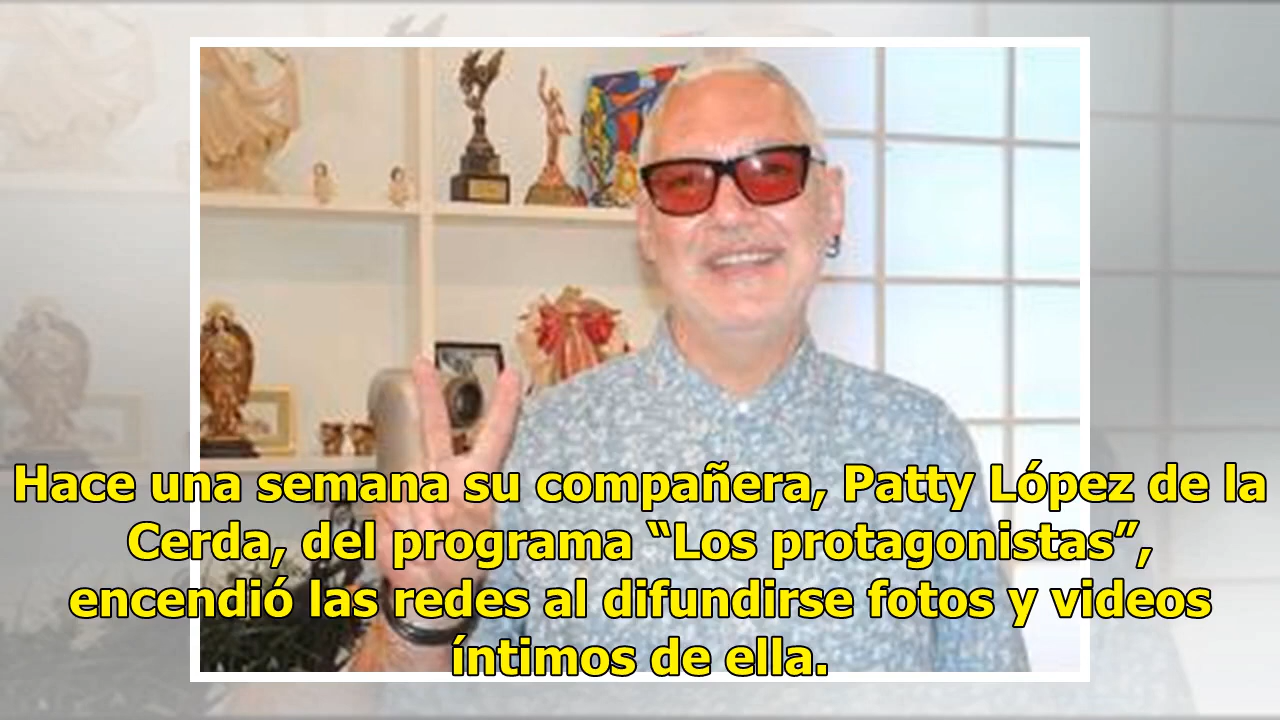 Hace una semana su compañera, Patty López de la
Cerda, del programa “Los protagonistas”,
encendió las redes al difundirse fotos y videos
íntimos de ella.